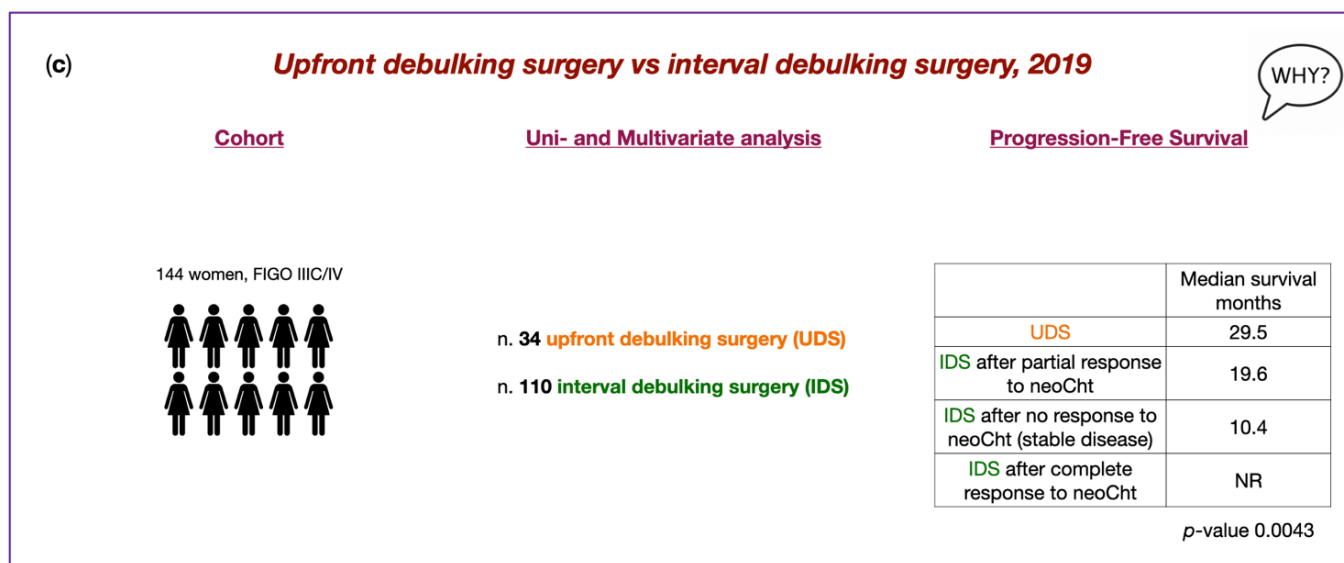 (c)
Upfront debulking surgery vs interval debulking surgery, 2019
WHY?
Cohort
Uni- and Multivariate analysis
Progression-Free Survival
144 women, FIGO IIIC/IV
n. 34 upfront debulking surgery (UDS)
n. 110 interval debulking surgery (IDS)
Median survival
months
UDS
29.5
IDS after partial response
to neoCht
19.6
IDS after no response to
neoCht (stable disease)
10.4
IDS after complete
response to neoCht
NR
p-value 0.0043